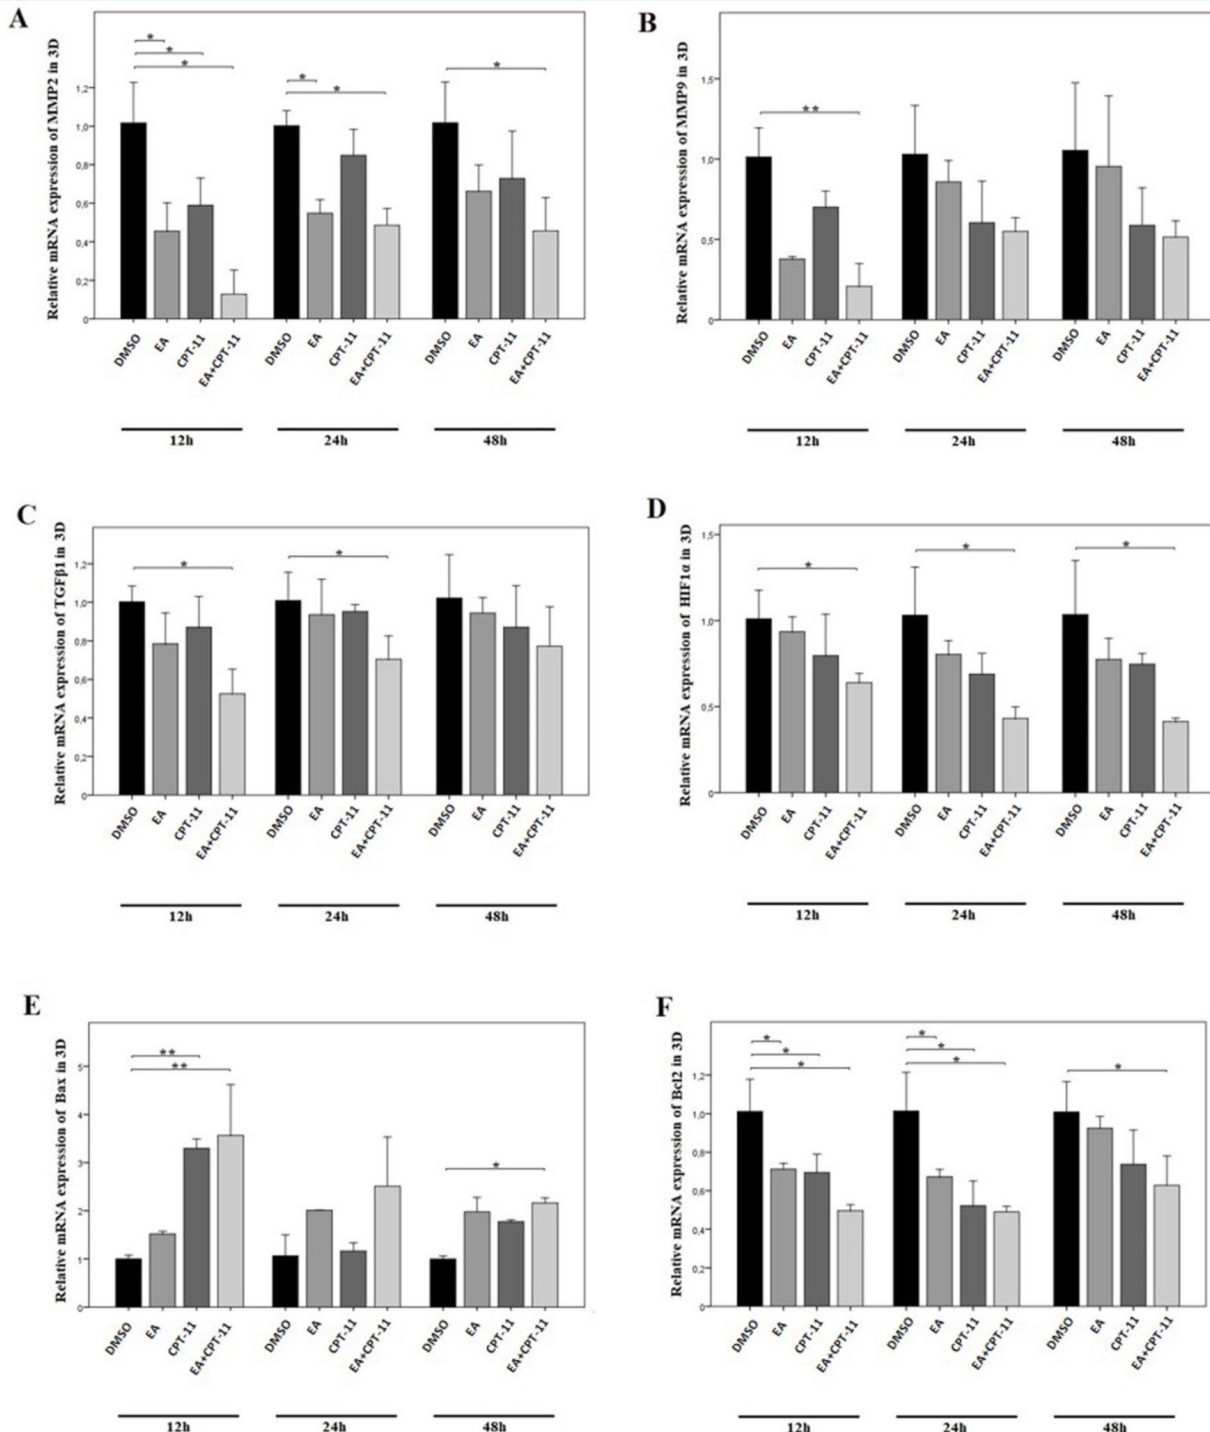 A
Relative mRNA expression of MMP2 in 3D
* 
*
*
*
*
*
1,2
1,0
0,8
0,6
0,4
0,2
0
DMSO EA CPT-11 EA+CPT-11 DMSO EA CPT-11 EA+CPT-11 DMSO EA CPT-11 EA+CPT-11
12h 24h 48h
B
Relative mRNA expression of MMP9 in 3D
**
1,5
1,0
0,5
0
DMSO EA CPT-11 EA+CPT-11 DMSO EA CPT-11 EA+CPT-11 DMSO EA CPT-11 EA+CPT-11
12h 24h 48h
C
Relative mRNA expression of TGFβ1 in 3D
* *
1,2
1,0
0,8
0,6
0,4
0,2
0
DMSO EA CPT-11 EA+CPT-11 DMSO EA CPT-11 EA+CPT-11 DMSO EA CPT-11 EA+CPT-11
12h 24h 48h
D
Relative mRNA expression of HIF1α in 3D
* * *
1,5
1,0
0,5
0
DMSO EA CPT-11 EA+CPT-11 DMSO EA CPT-11 EA+CPT-11 DMSO EA CPT-11 EA+CPT-11
12h 24h 48h
E
Relative mRNA expression of Bax in 3D
**
**
*
5
4
3
2
1
0
DMSO EA CPT-11 EA+CPT-11 DMSO EA CPT-11 EA+CPT-11 DMSO EA CPT-11 EA+CPT-11
12h 24h 48h
F
Relative mRNA expression of Bcl2 in 3D
* *
* *
* * *
1,2
1,0
0,8
0,6
0,4
0,2
0
DMSO EA CPT-11 EA+CPT-11 DMSO EA CPT-11 EA+CPT-11 DMSO EA CPT-11 EA+CPT-11
12h 24h 48h